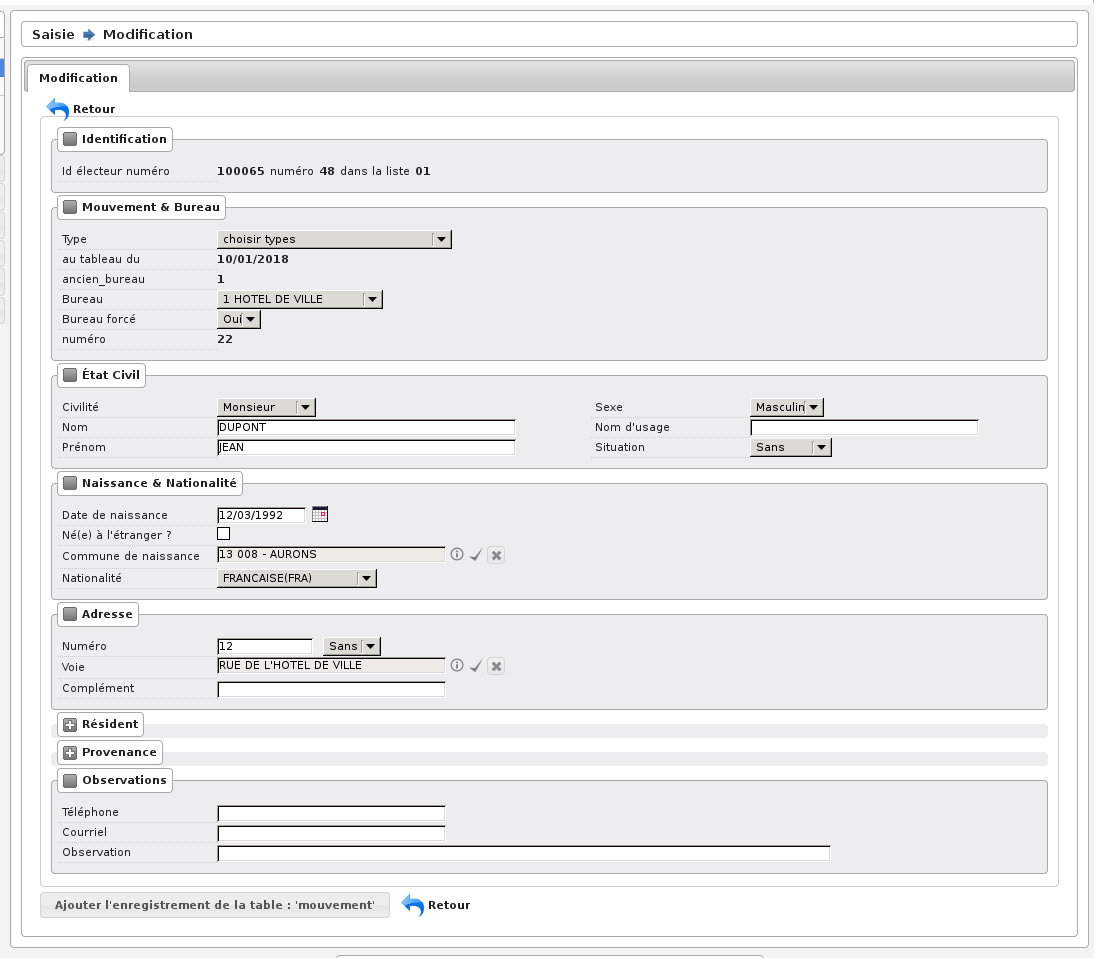 Saisie Modification
Modification
Retour
Identification
Id électeur numéro 100065 numéro 48 dans la liste 01
Mouvement & Bureau
Type choisir types
au tableau du 10/01/2018
ancien_bureau 1
Bureau 1 HOTEL DE VILLE
Bureau forcé Oui
numéro 22
État Civil
Civilité Monsieur Sexe Masculin
Nom DUPONT Nom d'usage
Prénom JEAN Situation Sans
Naissance & Nationalité
Date de naissance 12/03/1992
Né(e) à l'étranger ?
Commune de naissance 13 008 - AURONS
Nationalité FRANCAISE(FRA)
Adresse
Numéro 12 Sans
Voie RUE DE L'HOTEL DE VILLE
Complément
Résident
Provenance
Observations
Téléphone
Courriel
Observation
Ajouter l'enregistrement de la table : 'mouvement' Retour